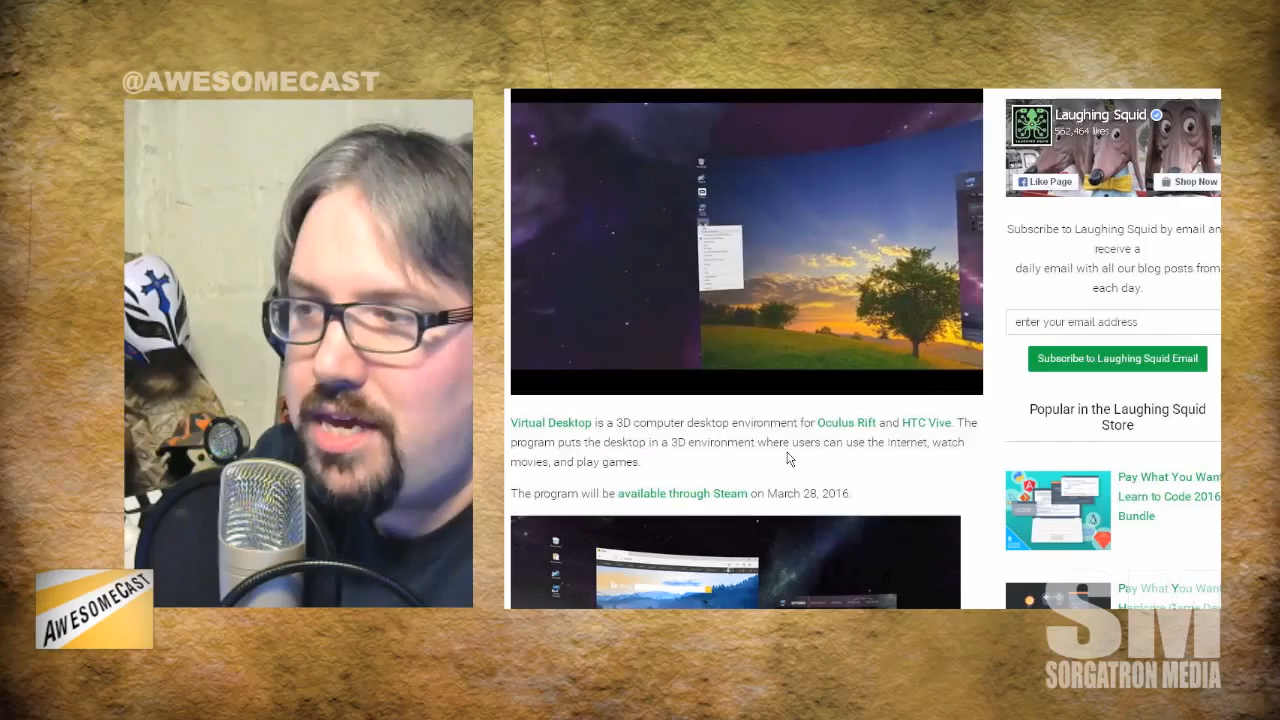 @AWESOMECAST
Laughing Squid
552,464 likes
Like Page
Shop Now
Subscribe to Laughing Squid by email an
receive a
daily email with all our blog posts from
each day.
enter your email address
Subscribe to Laughing Squid Email
Popular in the Laughing Squid
Store
Virtual Desktop is a 3D computer desktop environment for Oculus Rift and HTC Vive. The
program puts the desktop in a 3D environment where users can use the Internet, watch
movies, and play games.
The program will be available through Steam on March 28, 2016.
Pay What You Want
Learn to Code 2016
Bundle
Pay What You Want
Hardcore Game Dev
AWESOMECAST
SM
SORGATRON MEDIA